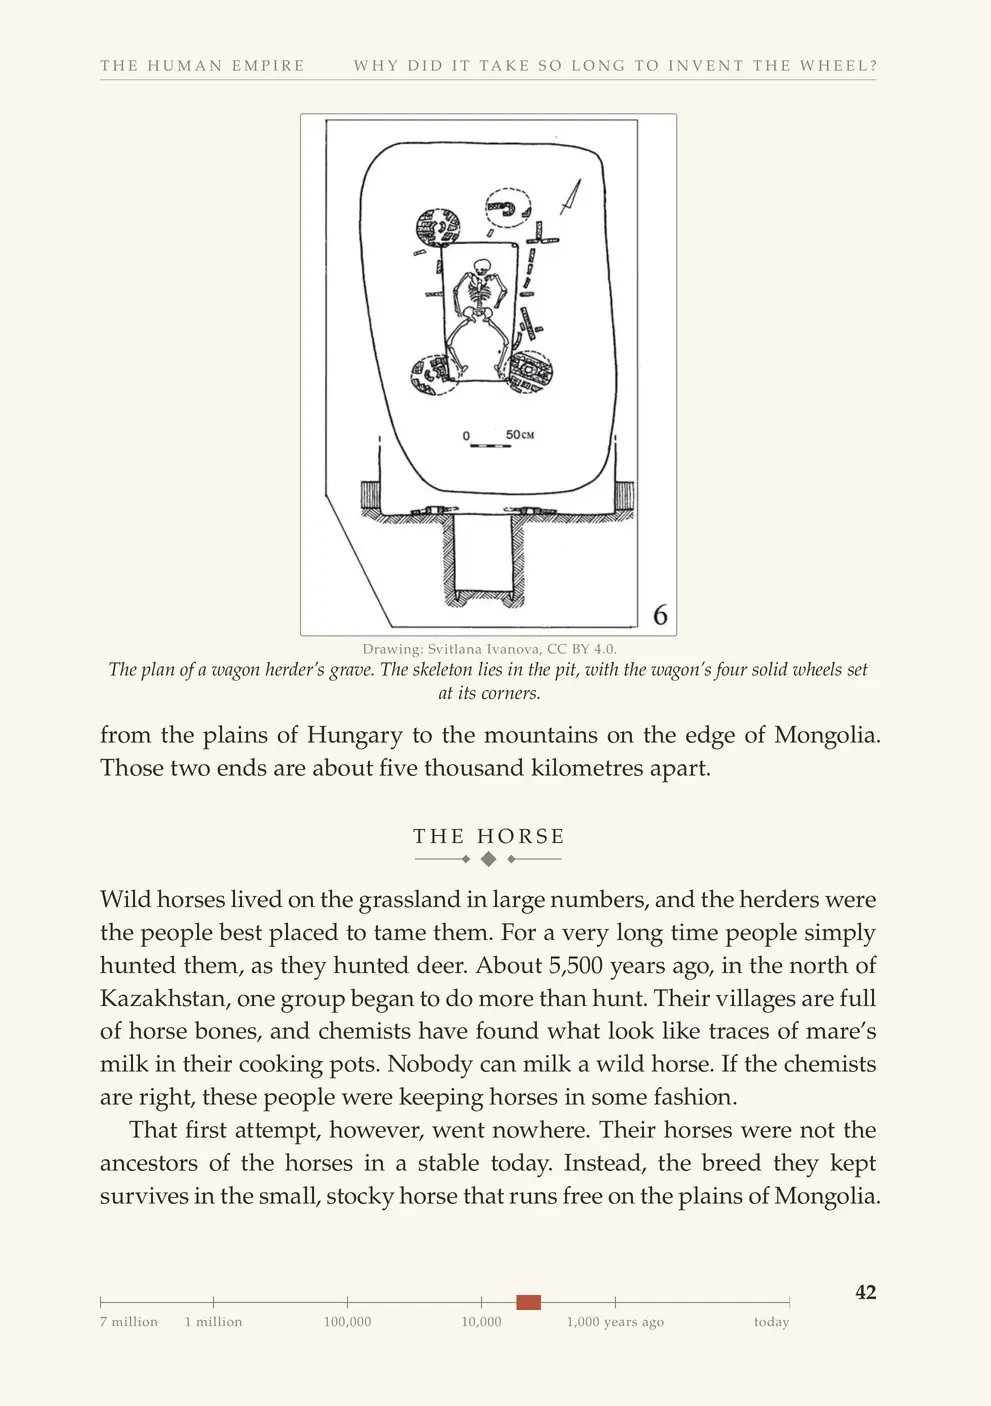 THE HUMAN EMPIRE WHY DID IT TAKE SO LONG TO INVENT THE WHEEL?
0 50см
6
Drawing: Svitlana Ivanova, CC BY 4.0.
The plan of a wagon herder’s grave. The skeleton lies in the pit, with the wagon’s four solid wheels set
at its corners.
from the plains of Hungary to the mountains on the edge of Mongolia.
Those two ends are about five thousand kilometres apart.
THE HORSE
Wild horses lived on the grassland in large numbers, and the herders were
the people best placed to tame them. For a very long time people simply
hunted them, as they hunted deer. About 5,500 years ago, in the north of
Kazakhstan, one group began to do more than hunt. Their villages are full
of horse bones, and chemists have found what look like traces of mare’s
milk in their cooking pots. Nobody can milk a wild horse. If the chemists
are right, these people were keeping horses in some fashion.
That first attempt, however, went nowhere. Their horses were not the
ancestors of the horses in a stable today. Instead, the breed they kept
survives in the small, stocky horse that runs free on the plains of Mongolia.
42
7 million 1 million 100,000 10,000 1,000 years ago today